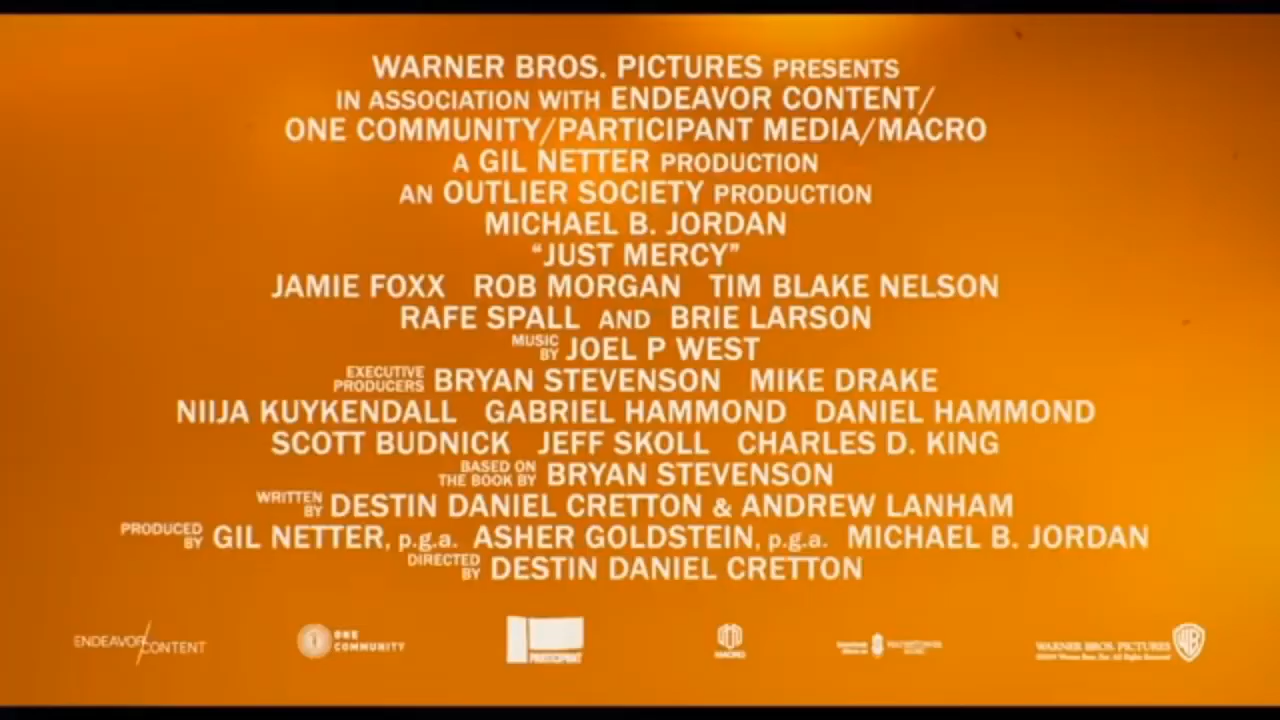 WARNER BROS. PICTURES PRESENTS
IN ASSOCIATION WITH ENDEAVOR CONTENT/
ONE COMMUNITY/PARTICIPANT MEDIA/MACRO
A GIL NETTER PRODUCTION
AN OUTLIER SOCIETY PRODUCTION
MICHAEL B. JORDAN
"JUST MERCY"
JAMIE FOXX ROB MORGAN TIM BLAKE NELSON
RAFE SPALL AND BRIE LARSON
MUSIC BY JOEL P WEST
EXECUTIVE PRODUCERS BRYAN STEVENSON MIKE DRAKE
NIIJA KUYKENDALL GABRIEL HAMMOND DANIEL HAMMOND
SCOTT BUDNICK JEFF SKOLL CHARLES D. KING
BASED ON THE BOOK BY BRYAN STEVENSON
WRITTEN BY DESTIN DANIEL CRETTON & ANDREW LANHAM
PRODUCED BY GIL NETTER, p.g.a. ASHER GOLDSTEIN, p.g.a. MICHAEL B. JORDAN
DIRECTED BY DESTIN DANIEL CRETTON
ENDEAVOR/CONTENT
ONE COMMUNITY
PARTICIPANT
MACRO
WARNER BROS. PICTURES
WB